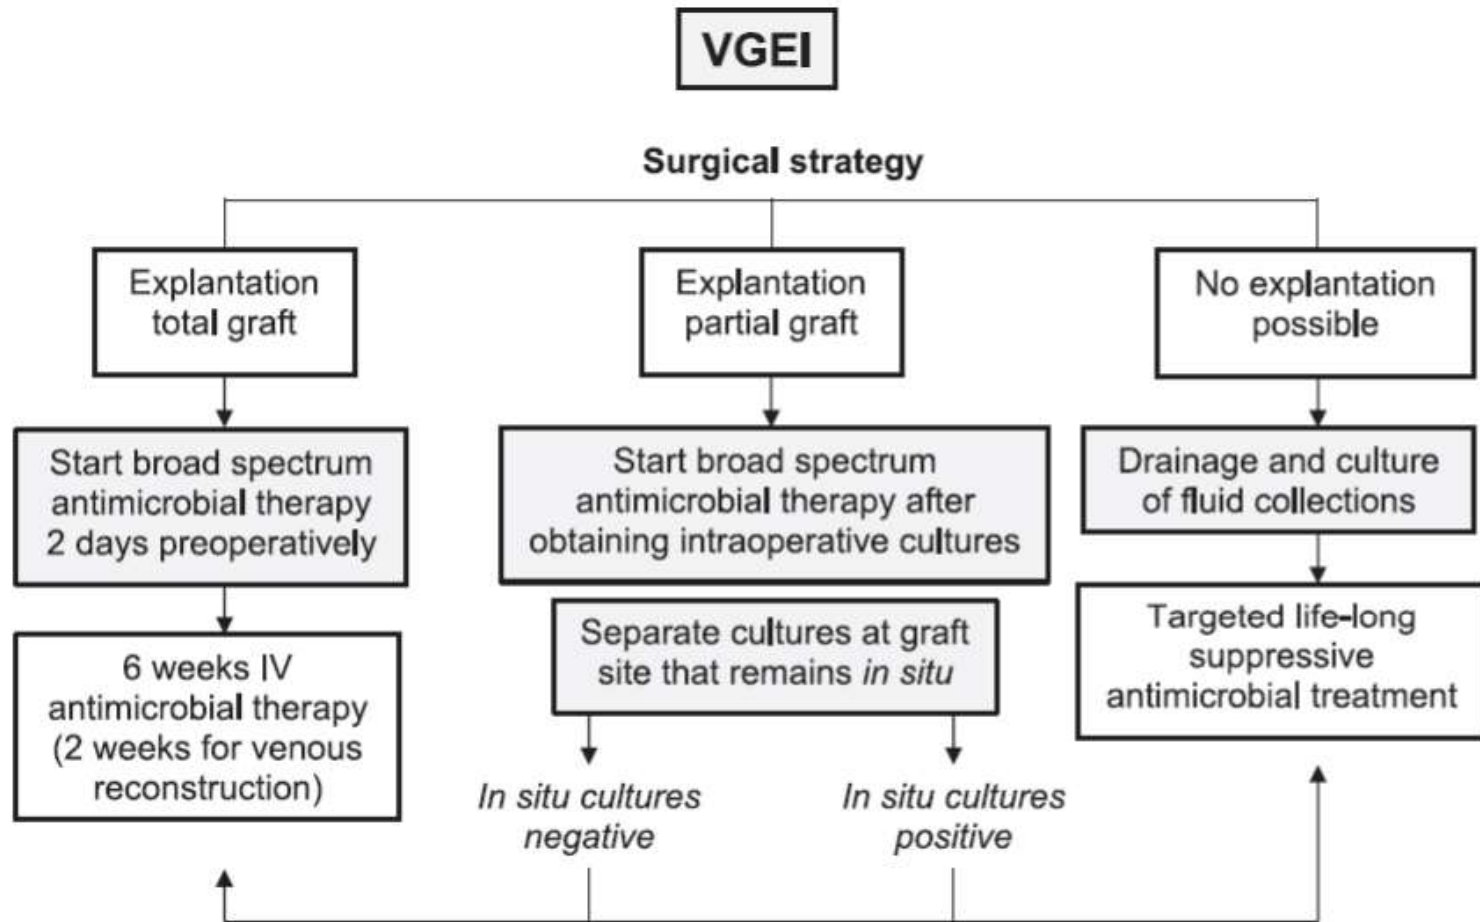 VGEI
Surgical strategy
Explantation
total graft
Start broad spectrum
antimicrobial therapy
2 days preoperatively
6 weeks IV
antimicrobial therapy
(2 weeks for venous
reconstruction)
Explantation
partial graft
Start broad spectrum
antimicrobial therapy after
obtaining intraoperative cultures
Separate cultures at graft
site that remains in situ
In situ cultures
negative
In situ cultures
positive
No explantation
possible
Drainage and culture
of fluid collections
Targeted life-long
suppressive
antimicrobial treatment